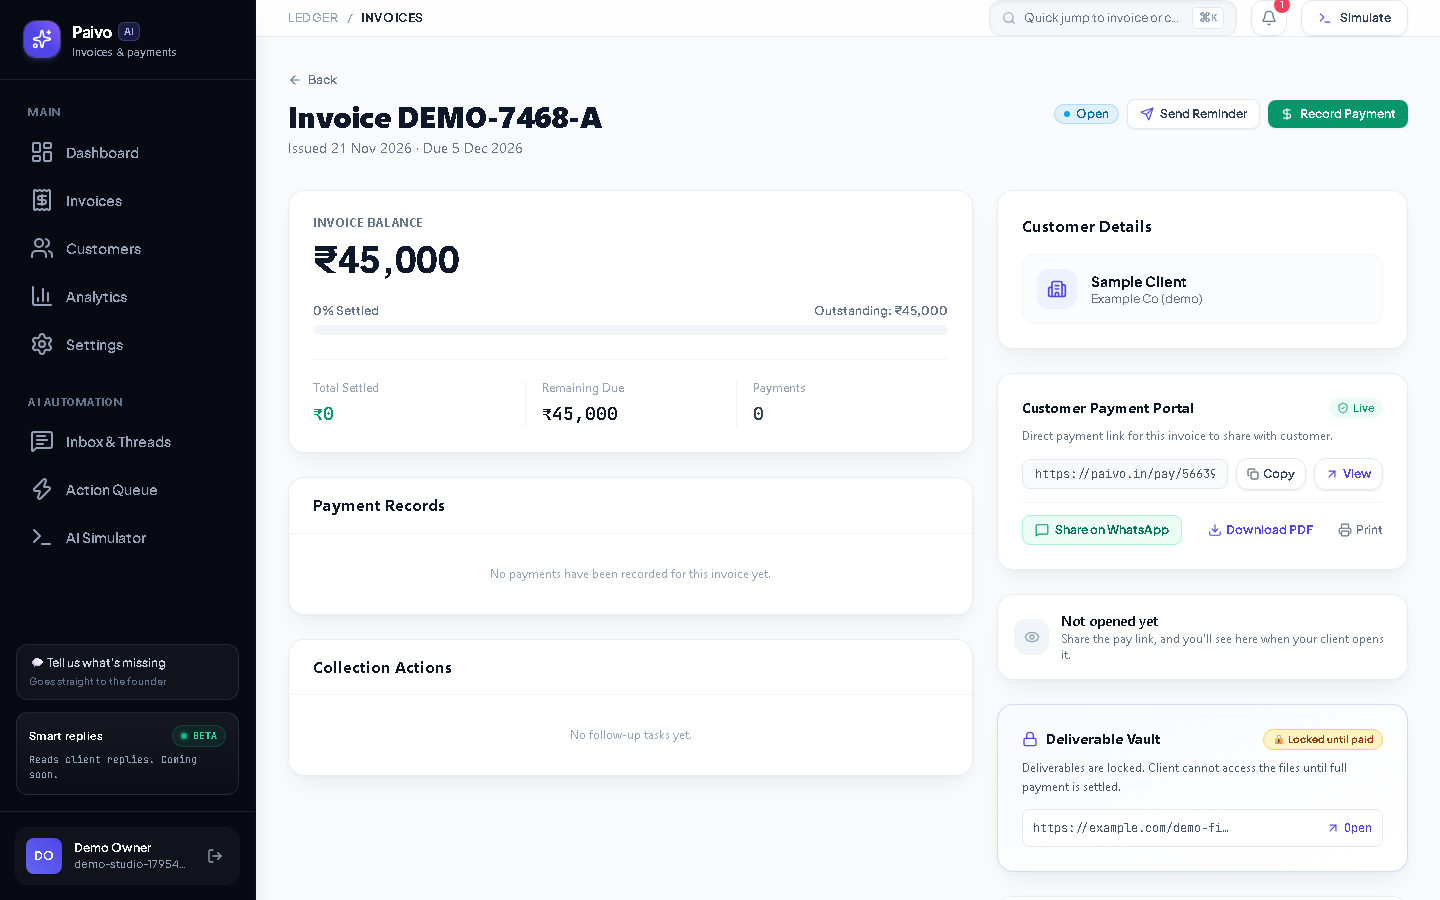 Paivo AI
Invoices & payments
MAIN
Dashboard
Invoices
Customers
Analytics
Settings
AI AUTOMATION
Inbox & Threads
Action Queue
AI Simulator
💬 Tell us what's missing
Goes straight to the founder
Smart replies
BETA
Reads client replies. Coming
soon.
DO
Demo Owner
demo-studio-17954...
LEDGER / INVOICES
Quick jump to invoice or c...
⌘K
1
Simulate
Back
Invoice DEMO-7468-A
Issued 21 Nov 2026 · Due 5 Dec 2026
Open
Send Reminder
Record Payment
INVOICE BALANCE
₹45,000
0% Settled
Outstanding: ₹45,000
Total Settled
₹0
Remaining Due
₹45,000
Payments
0
Payment Records
No payments have been recorded for this invoice yet.
Collection Actions
No follow-up tasks yet.
Customer Details
Sample Client
Example Co (demo)
Customer Payment Portal
Live
Direct payment link for this invoice to share with customer.
https://paivo.in/pay/56639
Copy
View
Share on WhatsApp
Download PDF
Print
Not opened yet
Share the pay link, and you'll see here when your client opens
it.
Deliverable Vault
🔒 Locked until paid
Deliverables are locked. Client cannot access the files until full
payment is settled.
https://example.com/demo-fi…
Open